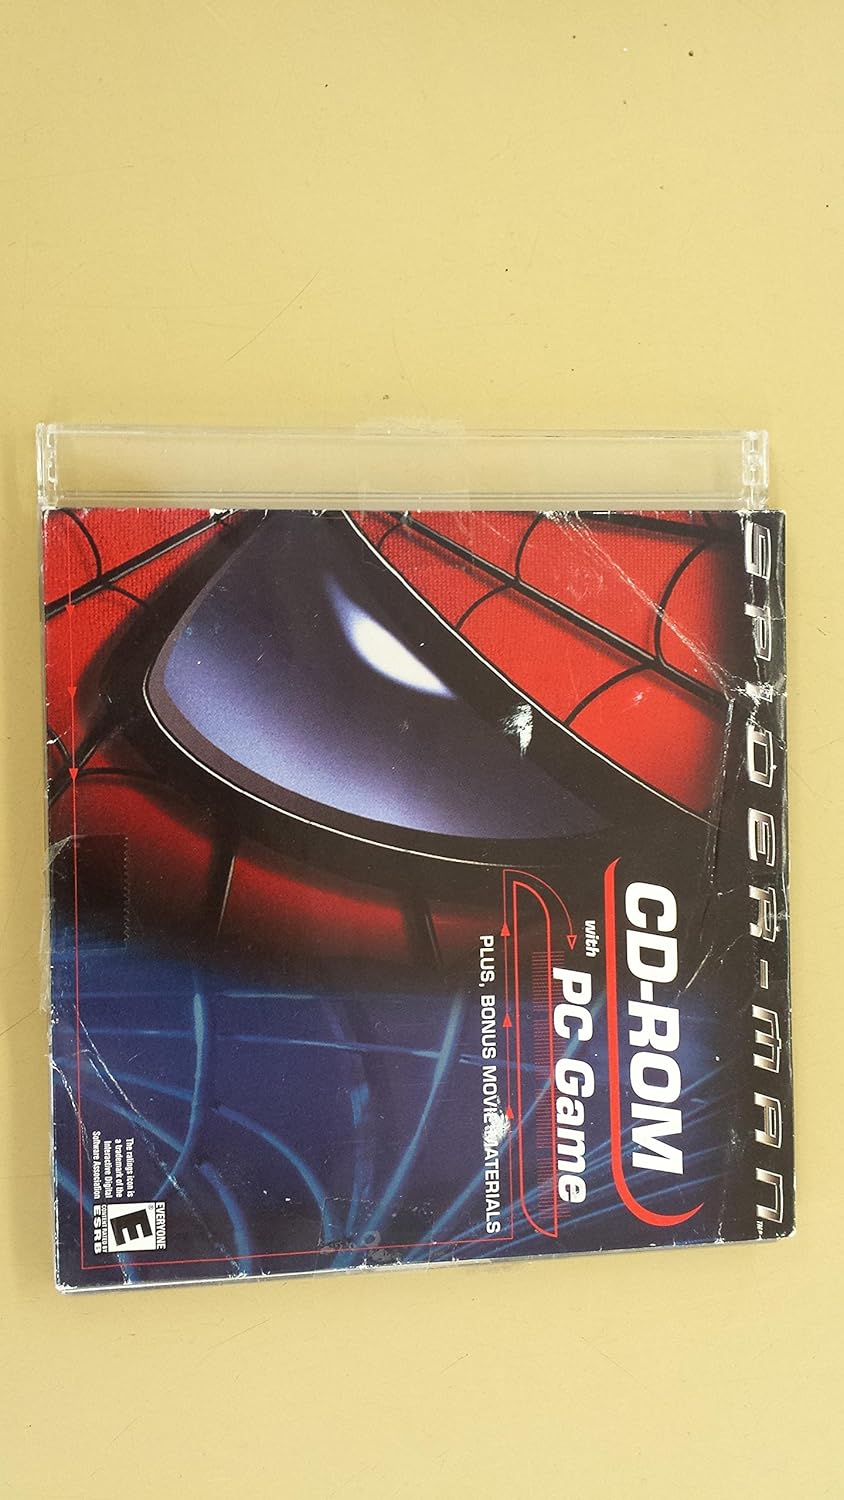 SPIDER-MAN™
CD-ROM
with PC Game
PLUS, BONUS MOVIE MATERIALS
EVERYONE
E®
CONTENT RATED BY
ESRB
The ratings icon is
a trademark of the
Interactive Digital
Software Association